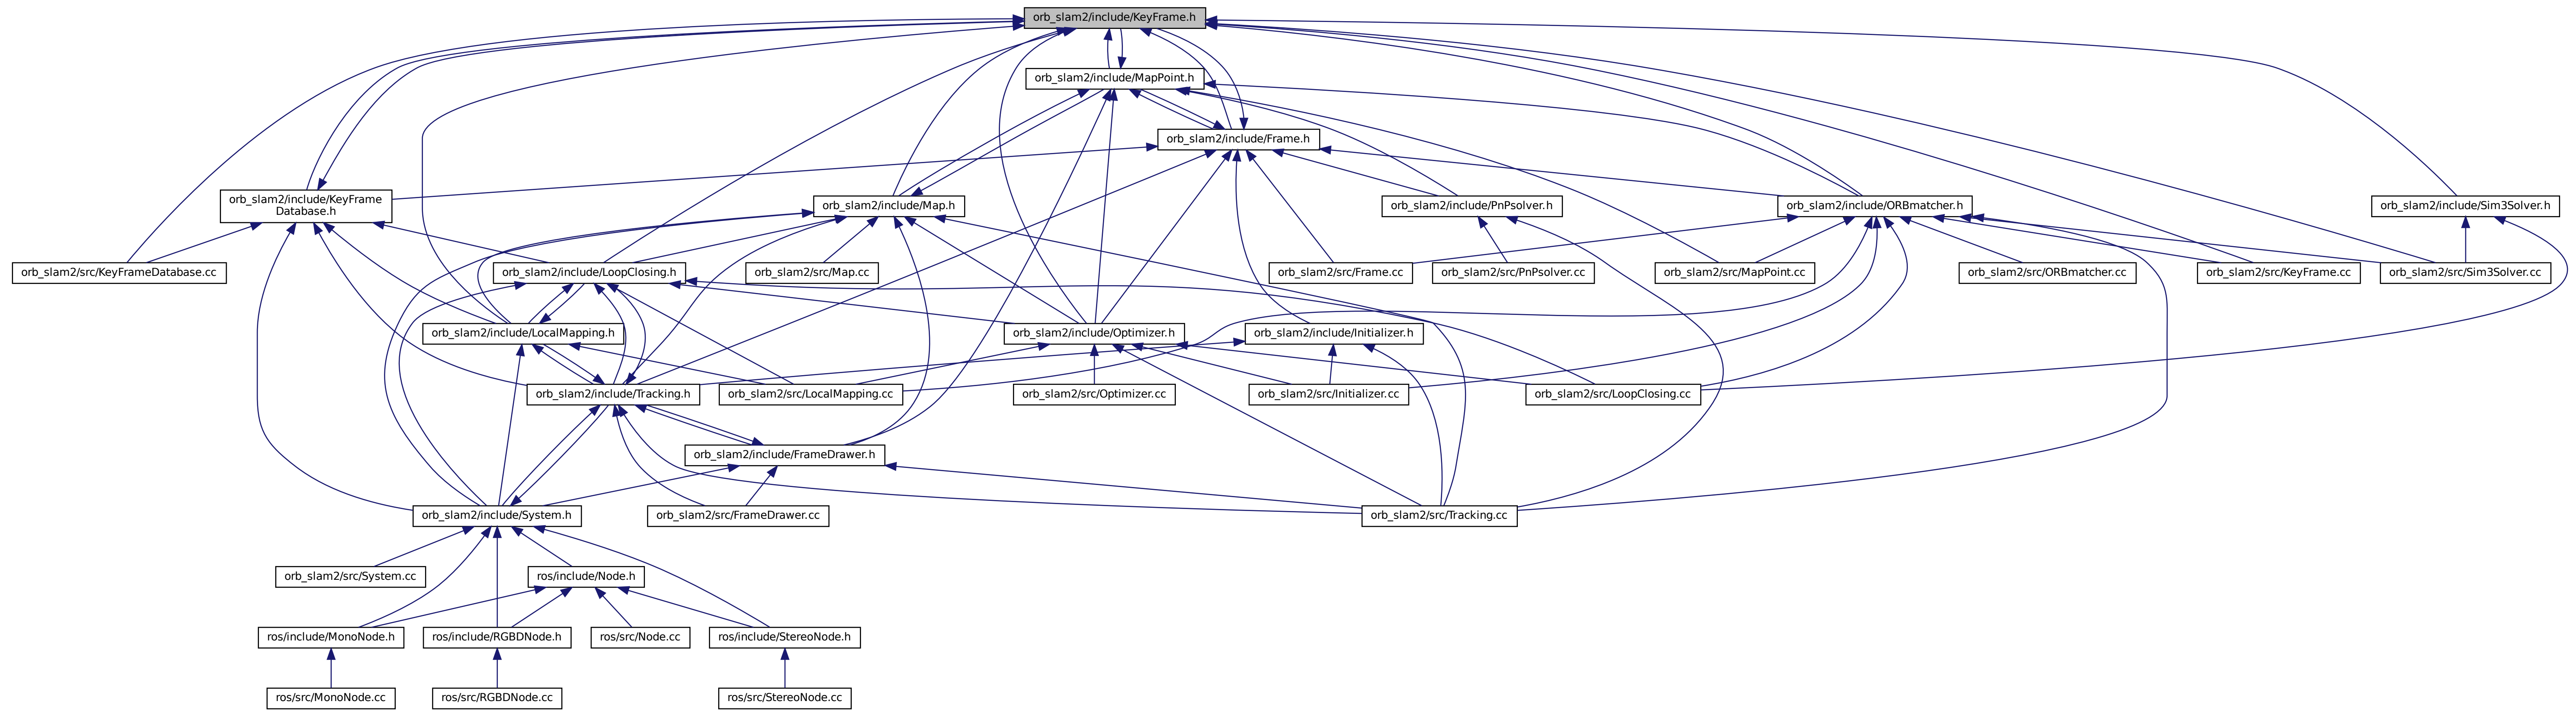 orb_slam2/include/KeyFrame.h
orb_slam2/include/MapPoint.h
orb_slam2/include/Frame.h
orb_slam2/include/KeyFrame
Database.h
orb_slam2/include/Map.h
orb_slam2/include/PnPsolver.h
orb_slam2/include/ORBmatcher.h
orb_slam2/include/Sim3Solver.h
orb_slam2/src/KeyFrameDatabase.cc
orb_slam2/include/LoopClosing.h
orb_slam2/src/Map.cc
orb_slam2/src/Frame.cc
orb_slam2/src/PnPsolver.cc
orb_slam2/src/MapPoint.cc
orb_slam2/src/ORBmatcher.cc
orb_slam2/src/KeyFrame.cc
orb_slam2/src/Sim3Solver.cc
orb_slam2/include/LocalMapping.h
orb_slam2/include/Optimizer.h
orb_slam2/include/Initializer.h
orb_slam2/include/Tracking.h
orb_slam2/src/LocalMapping.cc
orb_slam2/src/Optimizer.cc
orb_slam2/src/Initializer.cc
orb_slam2/src/LoopClosing.cc
orb_slam2/include/FrameDrawer.h
orb_slam2/include/System.h
orb_slam2/src/FrameDrawer.cc
orb_slam2/src/Tracking.cc
orb_slam2/src/System.cc
ros/include/Node.h
ros/include/MonoNode.h
ros/include/RGBDNode.h
ros/src/Node.cc
ros/include/StereoNode.h
ros/src/MonoNode.cc
ros/src/RGBDNode.cc
ros/src/StereoNode.cc